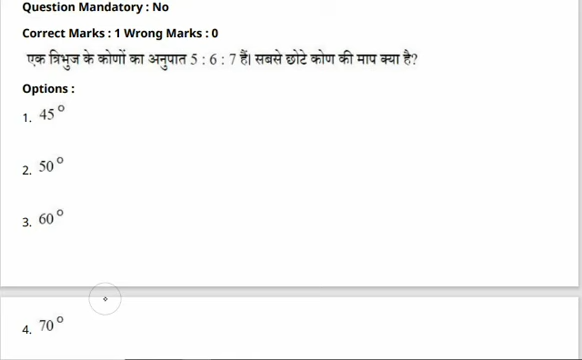 Question Mandatory : No
Correct Marks : 1 Wrong Marks : 0
एक त्रिभुज के कोणों का अनुपात 5 : 6 : 7 हैं। सबसे छोटे कोण की माप क्या है?
Options :
1. 45°
2. 50°
3. 60°
4. 70°